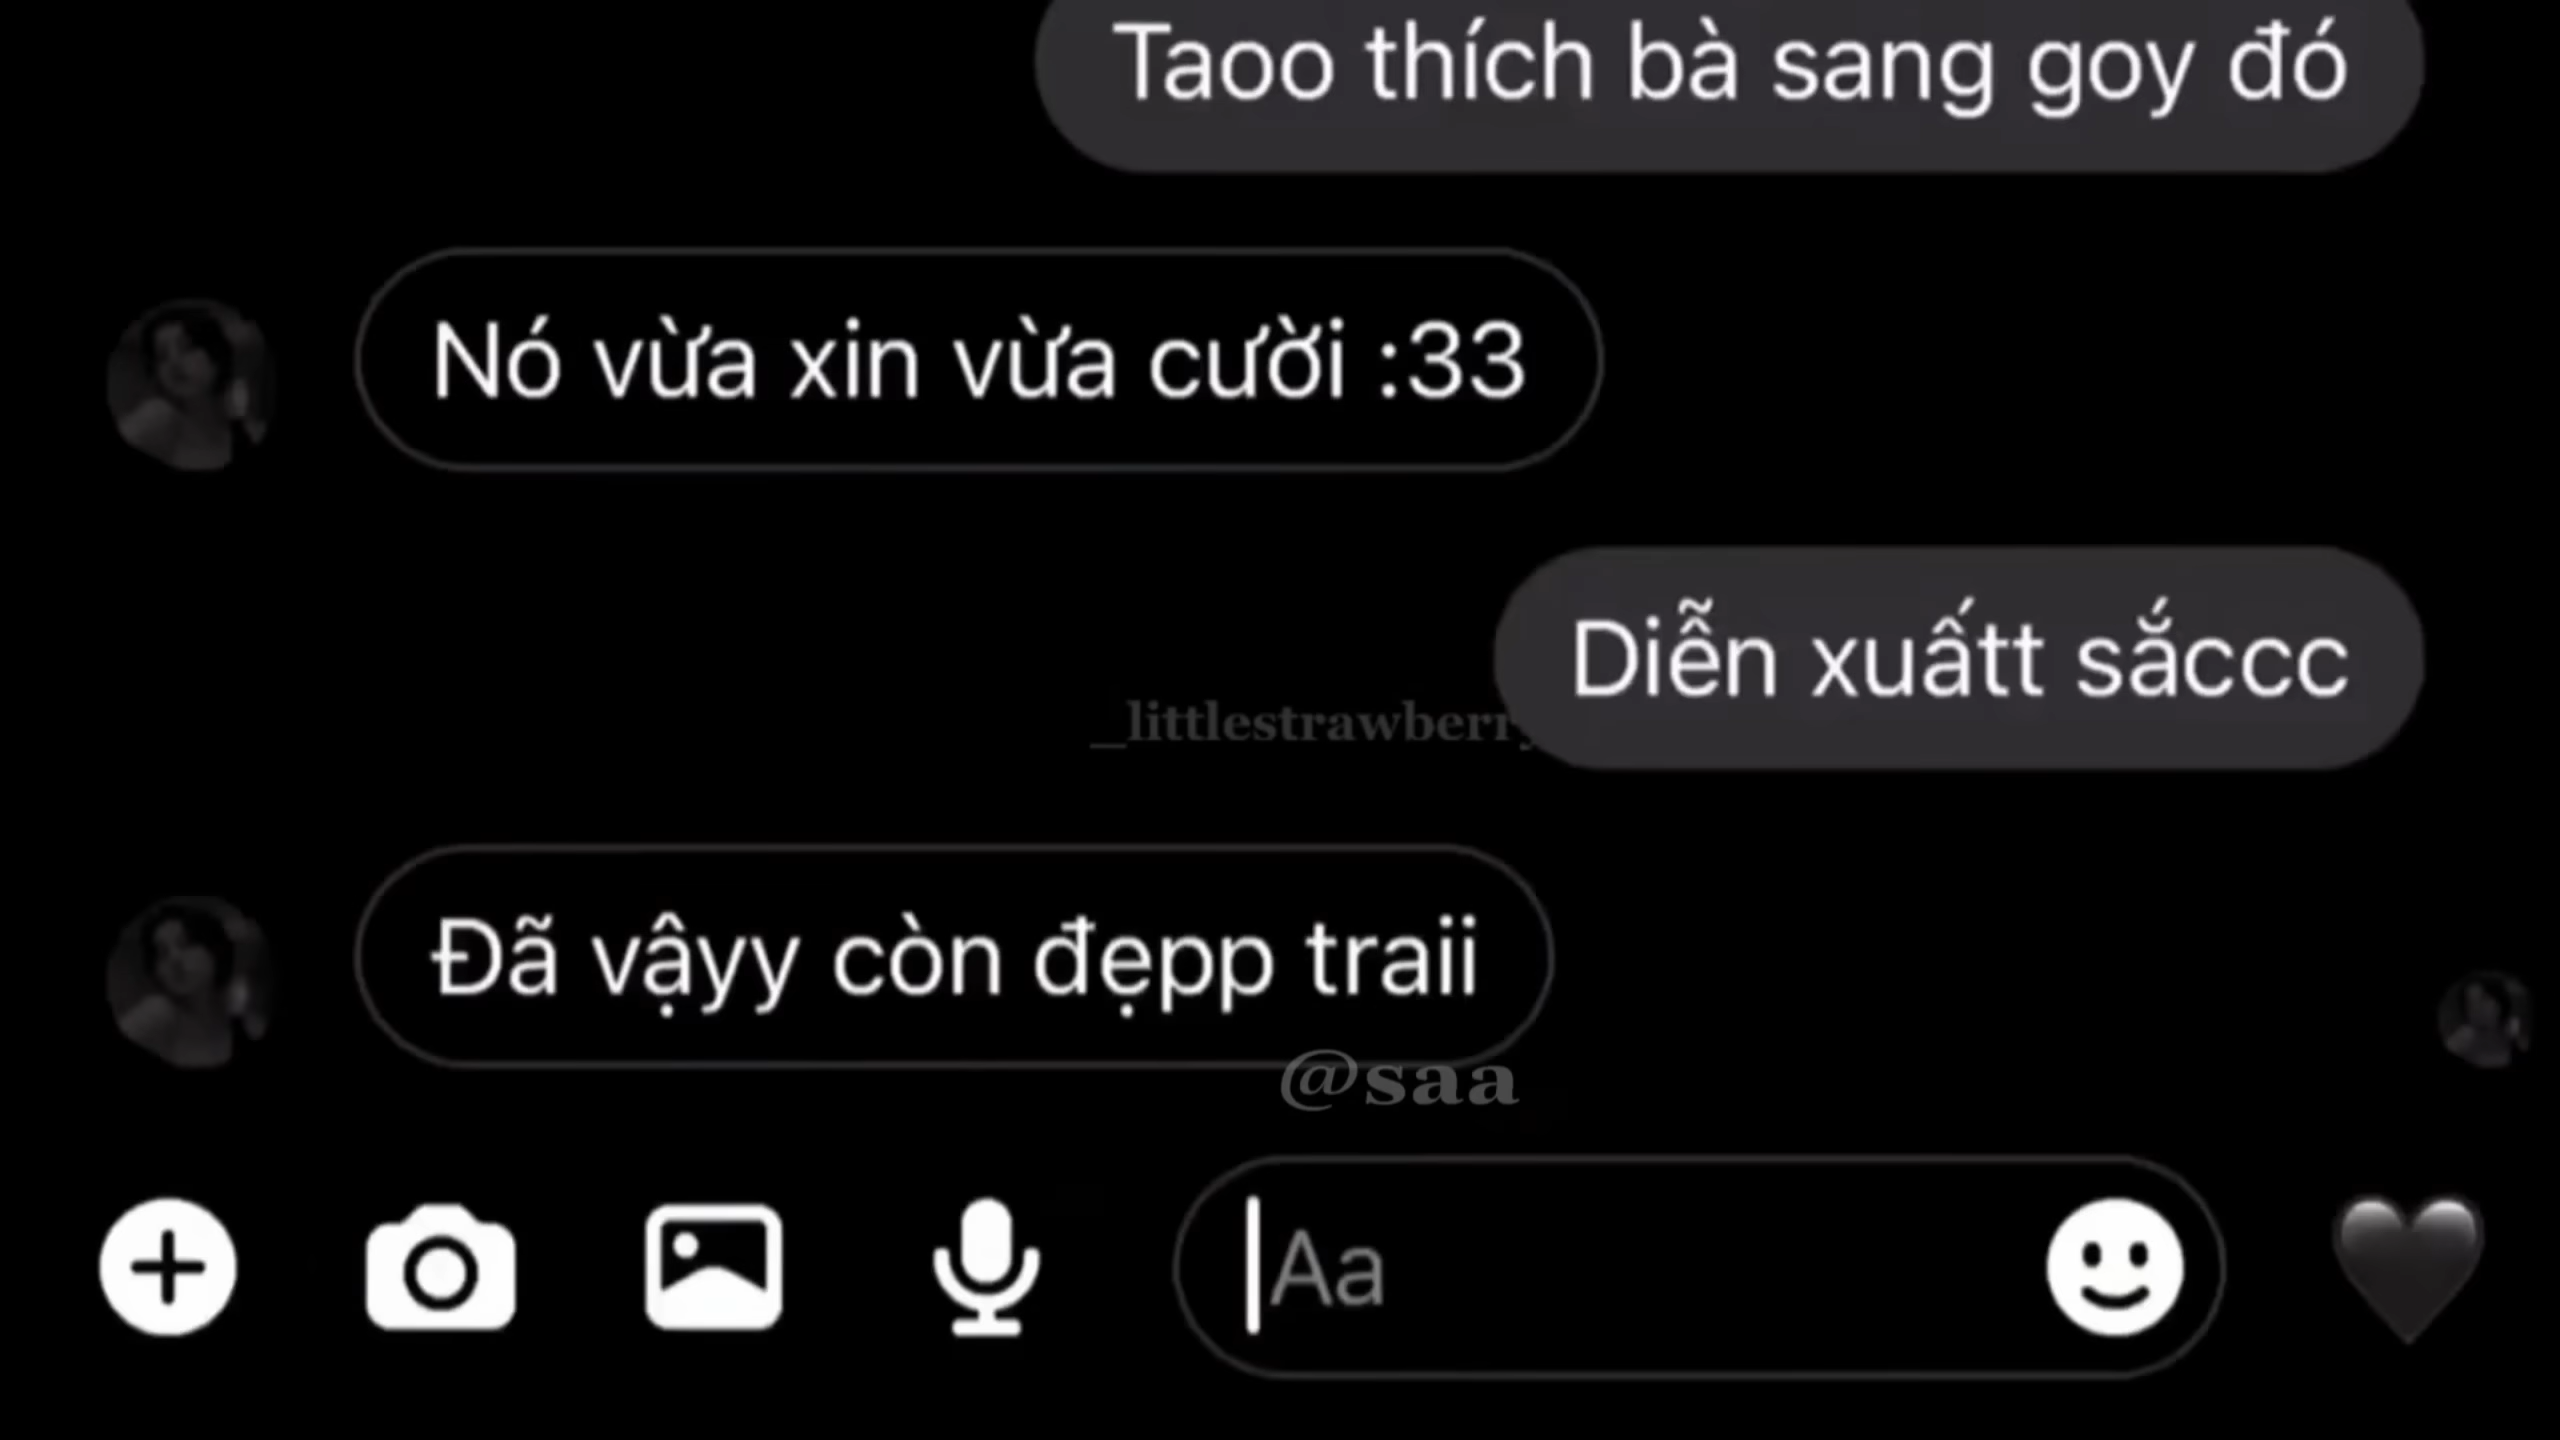 Taoo thích bà sang goy đó
Nó vừa xin vừa cười :33
Diễn xuấtt sắccc
_littlestrawberry
Đã vậyy còn đẹpp traii
@saa
Aa